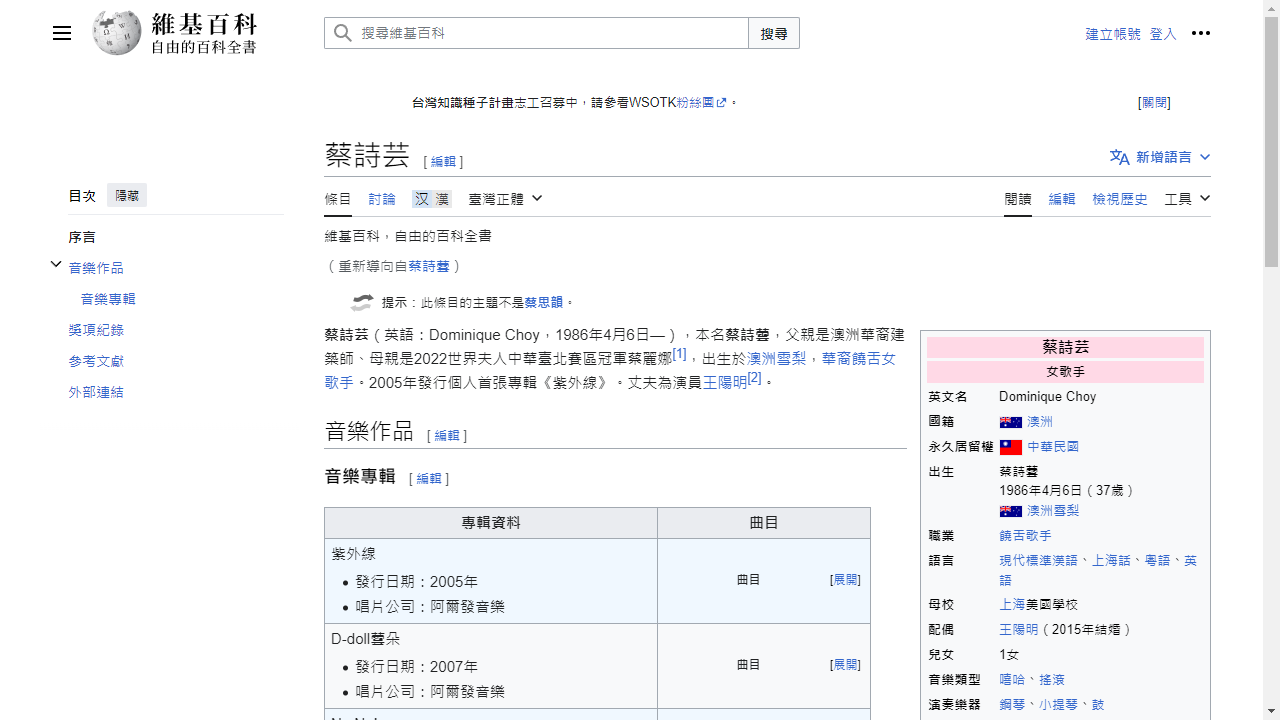 維基百科
自由的百科全書
搜尋維基百科
搜尋
建立帳號 登入
台灣知識種子計畫志工召募中，請參看WSOTK粉絲團。
[關閉]
蔡詩芸 [編輯]
新增語言
目次 隱藏
序言
音樂作品
音樂專輯
獎項紀錄
參考文獻
外部連結
條目 討論 汉 漢 臺灣正體
閱讀 編輯 檢視歷史 工具
維基百科，自由的百科全書
（重新導向自蔡詩蕓）
提示：此條目的主題不是蔡思韻。
蔡詩芸（英語：Dominique Choy，1986年4月6日—），本名蔡詩蕓，父親是澳洲華裔建
築師、母親是2022世界夫人中華臺北賽區冠軍蔡麗娜[1]，出生於澳洲雪梨，華裔饒舌女
歌手。2005年發行個人首張專輯《紫外線》。丈夫為演員王陽明[2]。
音樂作品 [編輯]
音樂專輯 [編輯]
專輯資料 曲目
紫外線
• 發行日期：2005年
• 唱片公司：阿爾發音樂
曲目 [展開]
D-doll蕓朵
• 發行日期：2007年
• 唱片公司：阿爾發音樂
曲目 [展開]
蔡詩芸
女歌手
英文名 Dominique Choy
國籍 澳洲
永久居留權 中華民國
出生 蔡詩蕓
1986年4月6日（37歲）
澳洲雪梨
職業 饒舌歌手
語言 現代標準漢語、上海話、粵語、英
語
母校 上海美國學校
配偶 王陽明（2015年結婚）
兒女 1女
音樂類型 嘻哈、搖滾
演奏樂器 鋼琴、小提琴、鼓